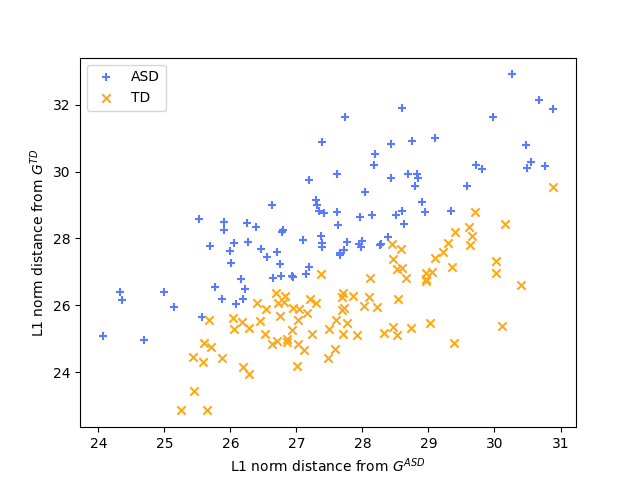 ASD
TD
32
30
28
26
24
L1 norm distance from G^{TD}
24 25 26 27 28 29 30 31
L1 norm distance from G^{ASD}